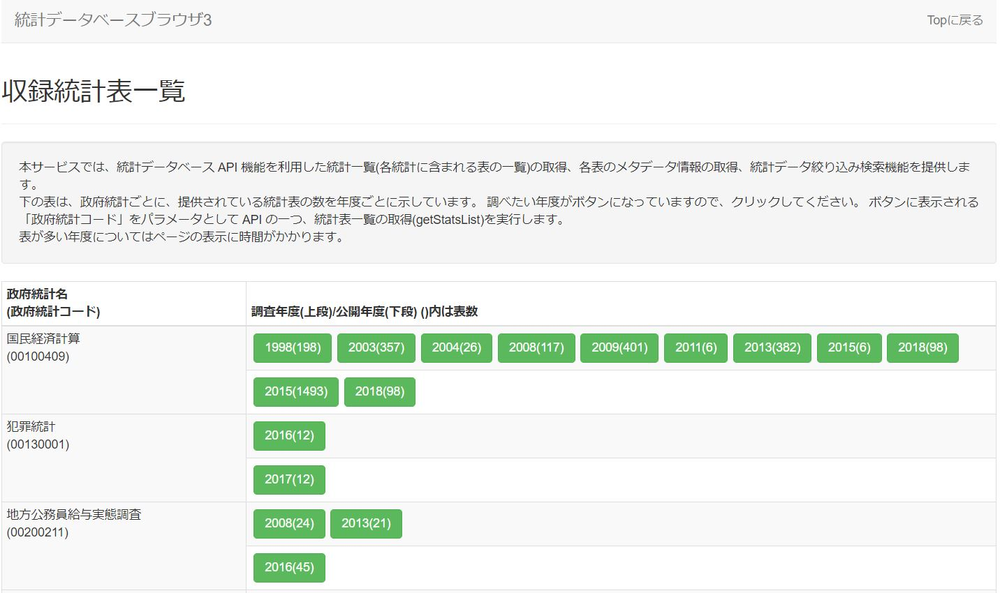 統計データベースブラウザ3
Topに戻る
収録統計表一覧
本サービスでは、統計データベース API 機能を利用した統計一覧(各統計に含まれる表の一覧)の取得、各表のメタデータ情報の取得、統計データ絞り込み検索機能を提供しま
す。
下の表は、政府統計ごとに、提供されている統計表の数を年度ごとに示しています。 調べたい年度がボタンになっていますので、クリックしてください。 ボタンに表示される
「政府統計コード」をパラメータとして API の一つ、統計表一覧の取得(getStatsList)を実行します。
表が多い年度についてはページの表示に時間がかかります。
政府統計名
(政府統計コード)
調査年度(上段)/公開年度(下段) ()内は表数
国民経済計算
(00100409)
1998(198) 2003(357) 2004(26) 2008(117) 2009(401) 2011(6) 2013(382) 2015(6) 2018(98)
2015(1493) 2018(98)
犯罪統計
(00130001)
2016(12)
2017(12)
地方公務員給与実態調査
(00200211)
2008(24) 2013(21)
2016(45)